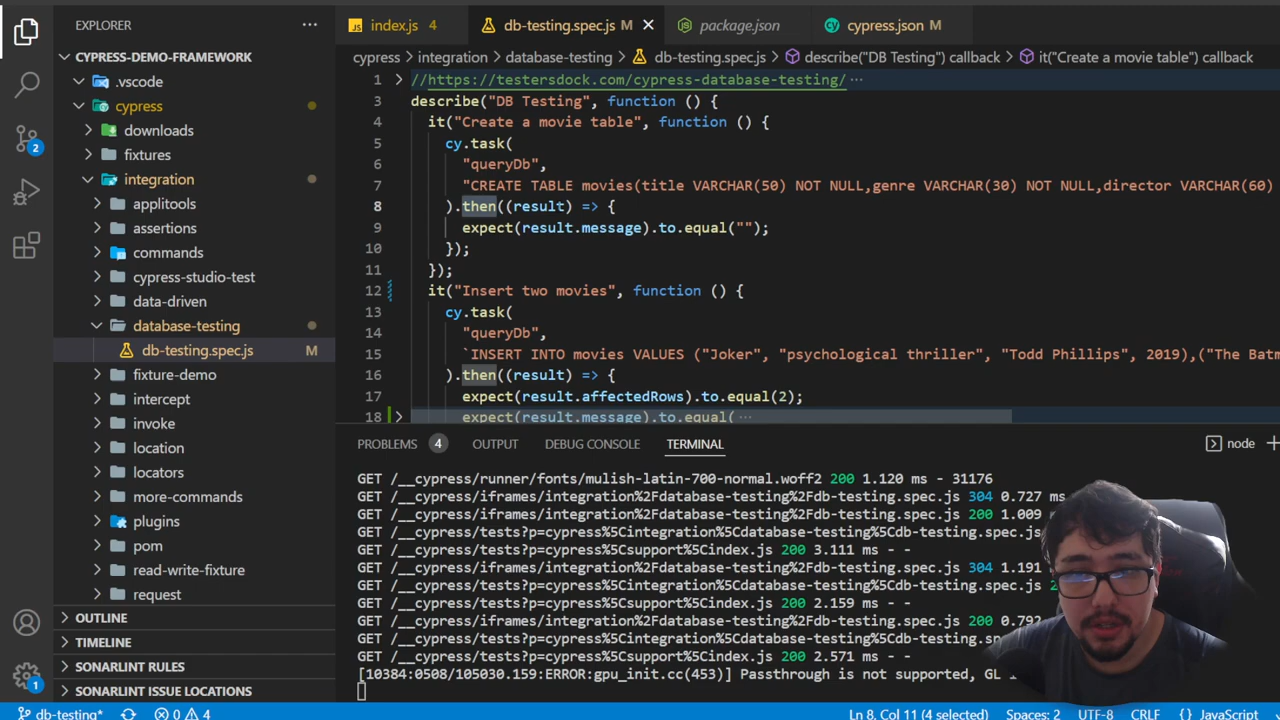 EXPLORER
index.js 4
db-testing.spec.js M
package.json
cypress.json M
CYPRESS-DEMO-FRAMEWORK
cypress
integration
database-testing
db-testing.spec.js
describe("DB Testing") callback
it("Create a movie table") callback
.vscode
cypress
downloads
fixtures
integration
applitools
assertions
commands
cypress-studio-test
data-driven
database-testing
db-testing.spec.js M
fixture-demo
intercept
invoke
location
locators
more-commands
plugins
pom
read-write-fixture
request
OUTLINE
TIMELINE
SONARLINT RULES
SONARLINT ISSUE LOCATIONS
2
1
1 //https://testersdock.com/cypress-database-testing/ ···
3 describe("DB Testing", function () {
4 it("Create a movie table", function () {
5 cy.task(
6 "queryDb",
7 "CREATE TABLE movies(title VARCHAR(50) NOT NULL,genre VARCHAR(30) NOT NULL,director VARCHAR(60)
8 ).then((result) => {
9 expect(result.message).to.equal("");
10 });
11 });
12 it("Insert two movies", function () {
13 cy.task(
14 "queryDb",
15 `INSERT INTO movies VALUES ("Joker", "psychological thriller", "Todd Phillips", 2019),("The Batm
16 ).then((result) => {
17 expect(result.affectedRows).to.equal(2);
18 expect(result.message).to.equal( ···
PROBLEMS 4 OUTPUT DEBUG CONSOLE TERMINAL
node
GET /__cypress/runner/fonts/mulish-latin-700-normal.woff2 200 1.120 ms - 31176
GET /__cypress/iframes/integration%2Fdatabase-testing%2Fdb-testing.spec.js 304 0.727 ms
GET /__cypress/iframes/integration%2Fdatabase-testing%2Fdb-testing.spec.js 200 1.009
GET /__cypress/tests?p=cypress%5Cintegration%5Cdatabase-testing%5Cdb-testing.spec.js
GET /__cypress/tests?p=cypress%5Csupport%5Cindex.js 200 3.111 ms - -
GET /__cypress/iframes/integration%2Fdatabase-testing%2Fdb-testing.spec.js 304 1.191
GET /__cypress/tests?p=cypress%5Cintegration%5Cdatabase-testing%5Cdb-testing.spec.js
GET /__cypress/tests?p=cypress%5Csupport%5Cindex.js 200 2.159 ms - -
GET /__cypress/iframes/integration%2Fdatabase-testing%2Fdb-testing.spec.js 200 0.792
GET /__cypress/tests?p=cypress%5Cintegration%5Cdatabase-testing%5Cdb-testing.sp
GET /__cypress/tests?p=cypress%5Csupport%5Cindex.js 200 2.571 ms - -
[10384:0508/105030.159:ERROR:gpu_init.cc(453)] Passthrough is not supported, GL
db-testing* 0 4
Ln 8, Col 11 (4 selected) Spaces: 2 UTF-8 CRLF {} JavaScript